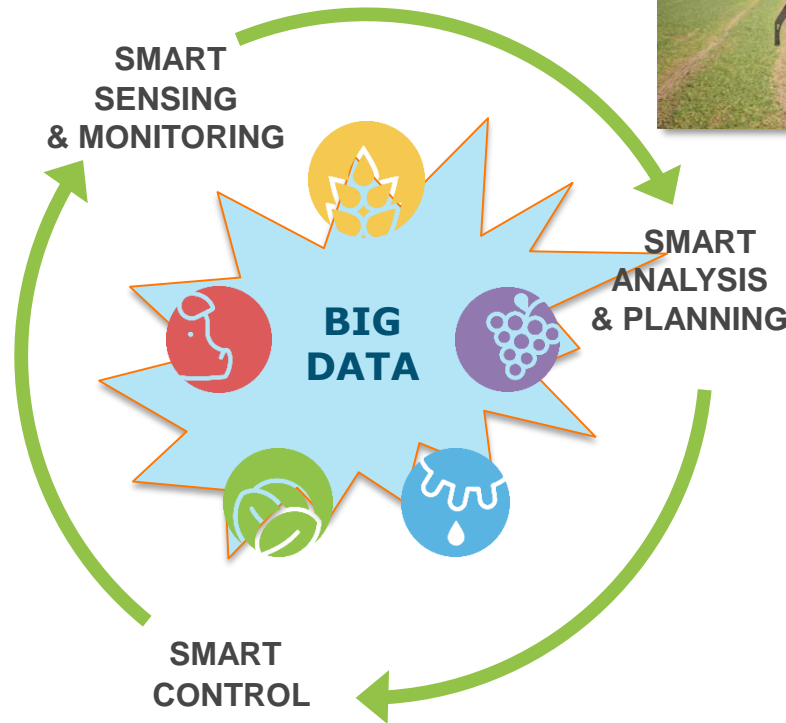 SMART
SENSING
& MONITORING
SMART
ANALYSIS
& PLANNING
BIG
DATA
SMART
CONTROL